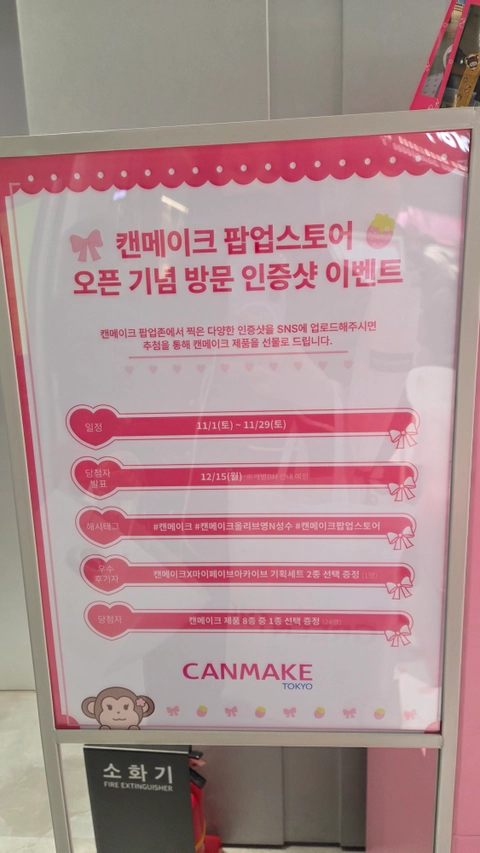 캔메이크 팝업스토어
오픈 기념 방문 인증샷 이벤트
캔메이크 팝업존에서 찍은 다양한 인증샷을 SNS에 업로드해주시면
추첨을 통해 캔메이크 제품을 선물로 드립니다.
일정 11/1(토) ~ 11/29(토)
당첨자
발표 12/15(월)
해시태그 #캔메이크 #캔메이크올리브영N성수 #캔메이크팝업스토어
우수
후기자 캔메이크X마이페이브아카이브 기획세트 2종 선택 증정 (1명)
당첨자 캔메이크 제품 8종 중 1종 선택 증정
CANMAKE
TOKYO
소화기
FIRE EXTINGUISHER